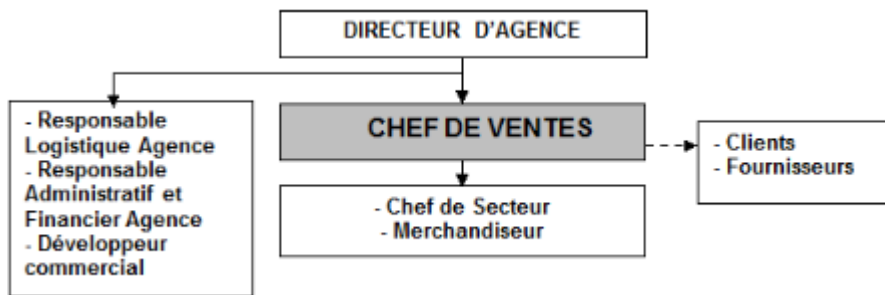 DIRECTEUR D'AGENCE
- Responsable
Logistique Agence
- Responsable
Administratif et
Financier Agence
- Développeur
commercial
CHEF DE VENTES
- Clients
- Fournisseurs
- Chef de Secteur
- Merchandiseur